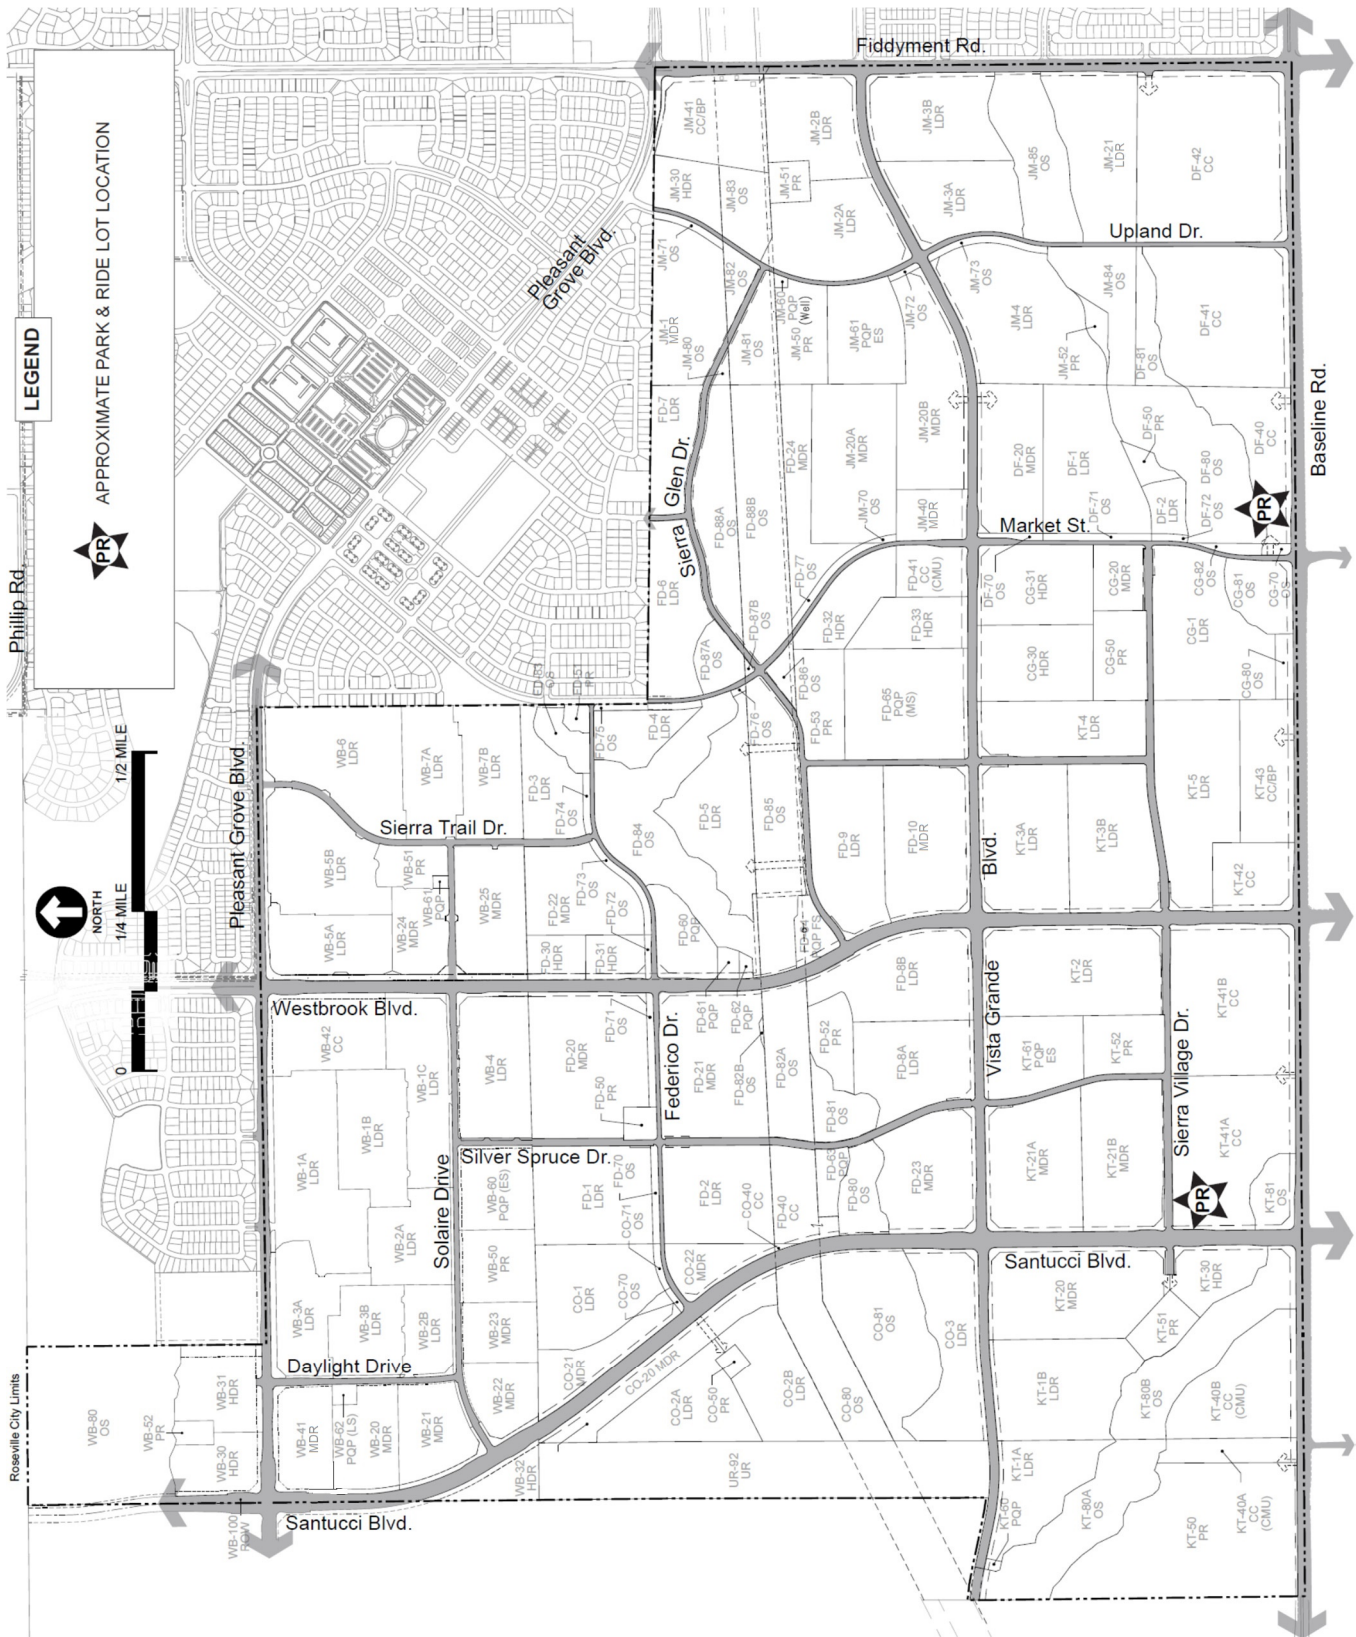 Fiddyment Rd.
LEGEND
PR
APPROXIMATE PARK & RIDE LOT LOCATION
Phillip Rd.
NORTH
0
1/4 MILE
1/2 MILE
Pleasant
Grove Blvd.
Pleasant Grove Blvd.
Sierra Glen Dr.
Upland Dr.
Baseline Rd.
Market St.
PR
Sierra Trail Dr.
Westbrook Blvd.
Federico Dr.
Vista Grande
Blvd.
Sierra Village Dr.
PR
Silver Spruce Dr.
Solaire Drive
Daylight Drive
Santucci Blvd.
Santucci Blvd.
Roseville City Limits
JM-41
CC/BP
JM-30
HDR
JM-83
OS
JM-51
PR
JM-2B
LDR
JM-3B
LDR
JM-85
OS
JM-21
LDR
DF-42
CC
JM-71
OS
JM-82
OS
JM-2A
LDR
JM-3A
LDR
JM-73
OS
JM-72
OS
JM-1
MDR
JM-80
OS
JM-81
OS
JM-60
PQP
(Well)
JM-50
PR
JM-61
PQP
ES
JM-4
LDR
JM-84
OS
JM-52
PR
DF-81
OS
DF-41
CC
FD-7
LDR
FD-24
MDR
JM-20A
MDR
JM-20B
MDR
DF-20
MDR
DF-1
LDR
DF-50
PR
DF-80
OS
DF-40
CC
FD-88A
OS
FD-88B
OS
JM-70
OS
JM-40
MDR
DF-71
OS
DF-2
LDR
DF-72
OS
FD-6
LDR
FD-77
OS
FD-41
CC
(CMU)
DF-70
OS
CG-31
HDR
CG-20
MDR
CG-82
OS
CG-81
OS
CG-70
OS
FD-87A
OS
FD-87B
OS
FD-32
HDR
FD-33
HDR
CG-30
HDR
CG-50
PR
CG-1
LDR
CG-80
OS
FD-86
OS
FD-65
PQP
(MS)
FD-53
PR
FD-76
OS
KT-4
LDR
KT-5
LDR
KT-43
CC/BP
WB-6
LDR
WB-7A
LDR
WB-7B
LDR
FD-51
PR
FD-75
OS
FD-4
LDR
FD-3
LDR
FD-74
OS
FD-84
OS
FD-5
LDR
FD-85
OS
FD-9
LDR
FD-10
MDR
KT-3A
LDR
KT-3B
LDR
KT-42
CC
WB-5B
LDR
WB-51
PR
WB-61
PQP
WB-25
MDR
FD-73
OS
FD-22
MDR
FD-72
OS
WB-5A
LDR
WB-24
MDR
FD-30
HDR
FD-31
HDR
FD-60
PQP
PQP FS
FD-61
PQP
FD-62
PQP
FD-8B
LDR
KT-2
LDR
KT-41B
CC
WB-42
CC
WB-1C
LDR
WB-4
LDR
FD-20
MDR
FD-71
OS
FD-50
PR
FD-21
MDR
FD-82B
OS
FD-82A
OS
FD-52
PR
FD-8A
LDR
KT-61
PQP
ES
KT-52
PR
FD-81
OS
WB-1A
LDR
WB-1B
LDR
WB-2A
LDR
WB-60
PQP (ES)
WB-50
PR
FD-1
LDR
FD-70
OS
CO-71
OS
FD-2
LDR
CO-40
CC
FD-40
CC
FD-63
PQP
FD-80
OS
FD-23
MDR
KT-21A
MDR
KT-21B
MDR
KT-41A
CC
KT-81
OS
WB-3A
LDR
WB-3B
LDR
WB-2B
LDR
WB-23
MDR
CO-1
LDR
CO-70
OS
CO-22
MDR
CO-81
OS
CO-3
LDR
KT-20
MDR
KT-51
PR
KT-30
HDR
WB-80
OS
WB-52
PR
WB-31
HDR
WB-30
HDR
WB-41
MDR
WB-62
PQP (LS)
WB-20
MDR
WB-21
MDR
WB-22
MDR
CO-21
MDR
CO-20 MDR
CO-2A
LDR
CO-50
PR
CO-2B
LDR
CO-80
OS
KT-1B
LDR
KT-80B
OS
KT-40B
CC
(CMU)
WB-32
HDR
UR-92
UR
KT-1A
LDR
KT-60
PQP
KT-80A
OS
KT-50
PR
KT-40A
CC
(CMU)
WB-100
ROW